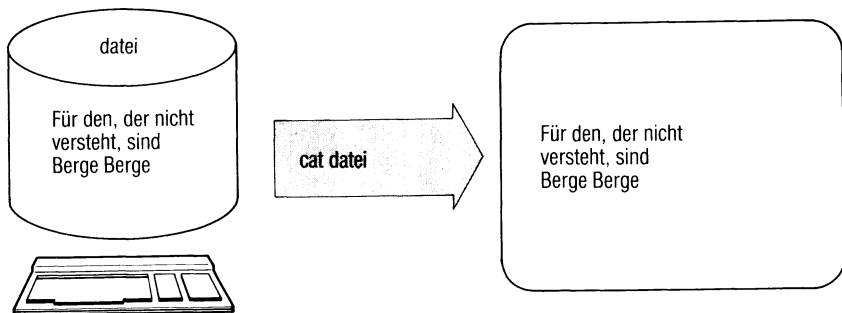 datei
Für den, der nicht
versteht, sind
Berge Berge
cat datei
Für den, der nicht
versteht, sind
Berge Berge